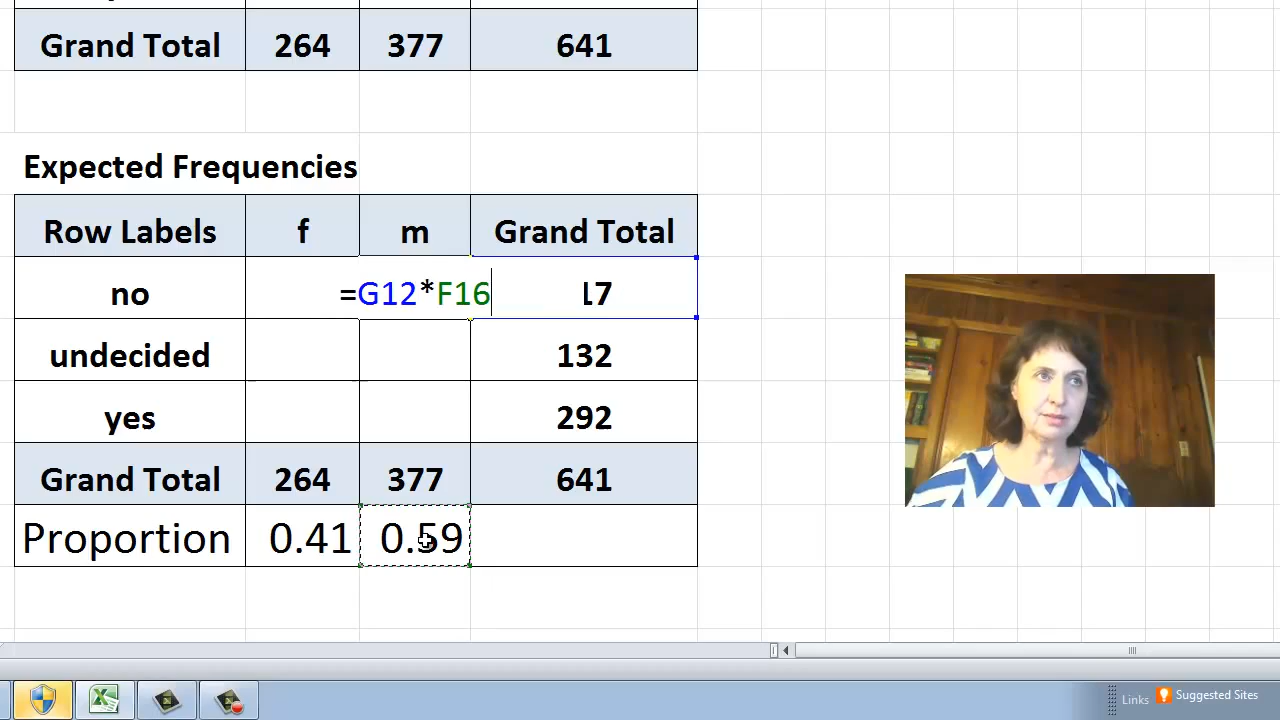 Grand Total 264 377 641
Expected Frequencies
Row Labels f m Grand Total
no =G12*F16 17
undecided 132
yes 292
Grand Total 264 377 641
Proportion 0.41 0.59
Links Suggested Sites